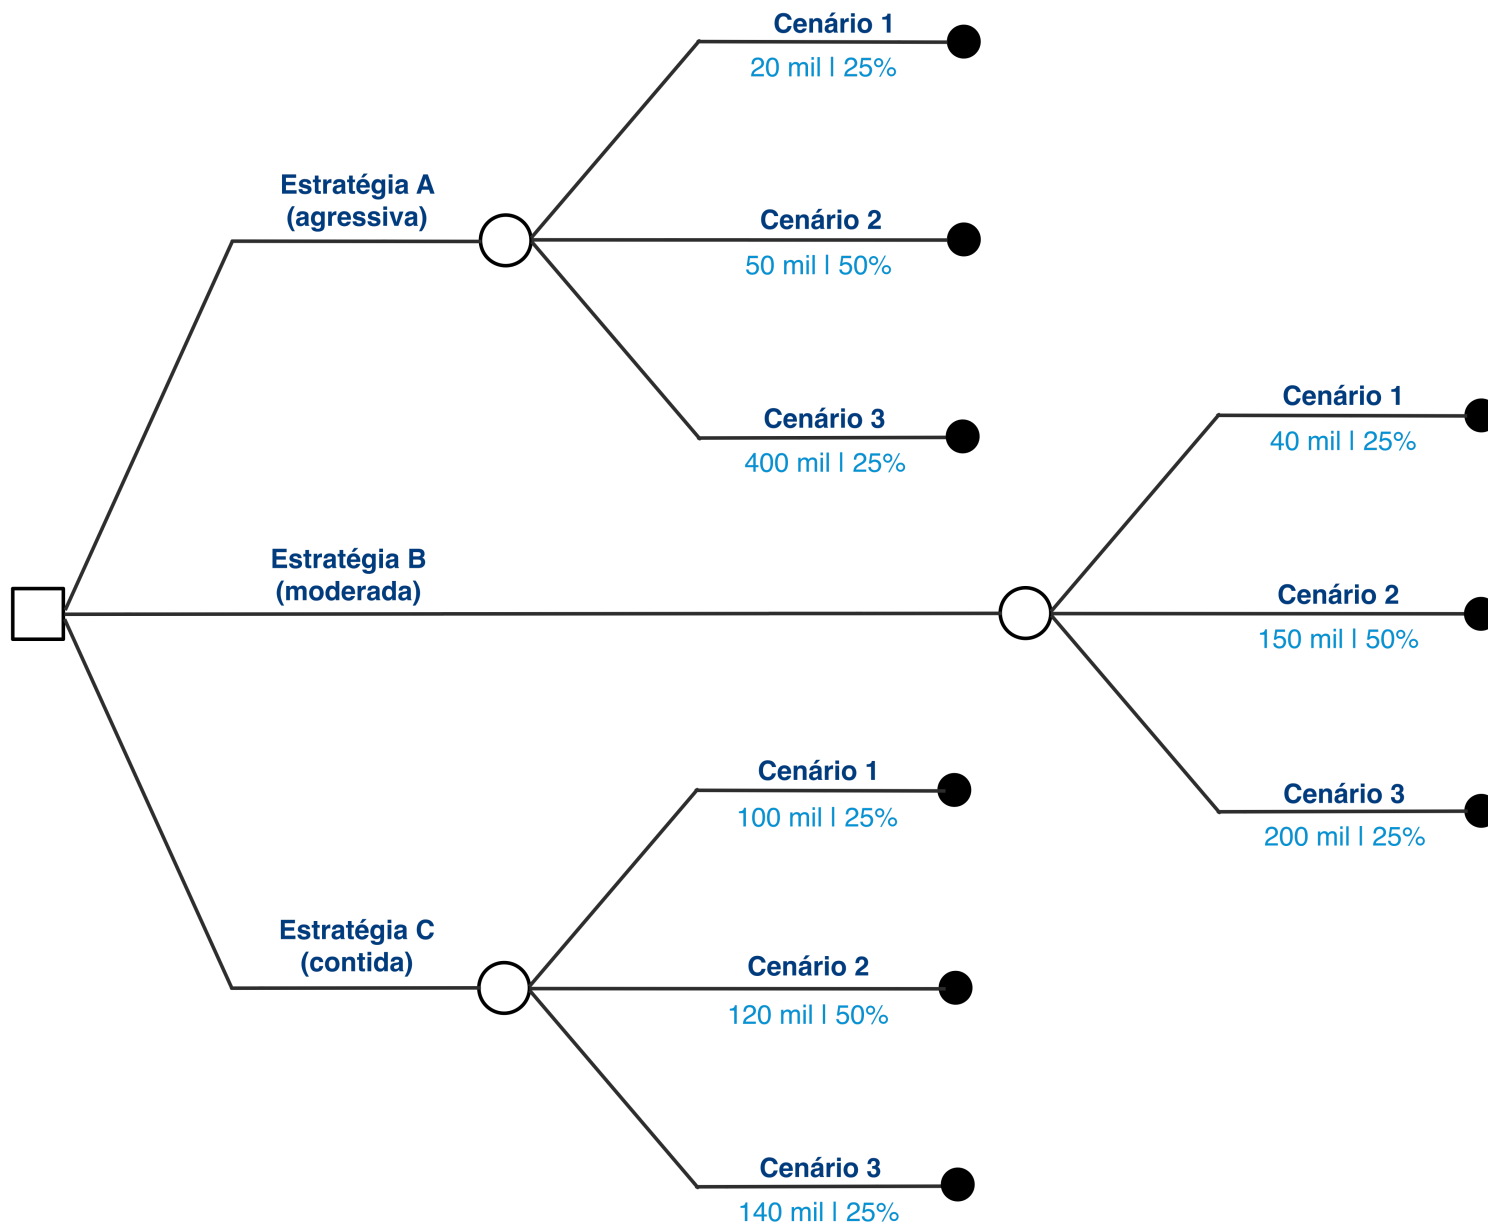 Cenário 1
20 mil | 25%
Estratégia A
(agressiva)
Cenário 2
50 mil | 50%
Cenário 3
400 mil | 25%
Cenário 1
40 mil | 25%
Estratégia B
(moderada)
Cenário 2
150 mil | 50%
Cenário 3
200 mil | 25%
Cenário 1
100 mil | 25%
Estratégia C
(contida)
Cenário 2
120 mil | 50%
Cenário 3
140 mil | 25%